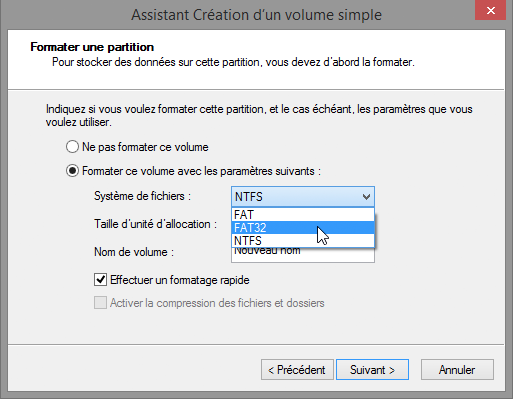 Assistant Création d'un volume simple
Formater une partition
Pour stocker des données sur cette partition, vous devez d'abord la formater.
Indiquez si vous voulez formater cette partition, et le cas échéant, les paramètres que vous
voulez utiliser.
Ne pas formater ce volume
Formater ce volume avec les paramètres suivants :
Système de fichiers : NTFS
FAT
Taille d'unité d'allocation : FAT32
NTFS
Nom de volume : Nouveau nom
Effectuer un formatage rapide
Activer la compression des fichiers et dossiers
< Précédent Suivant > Annuler